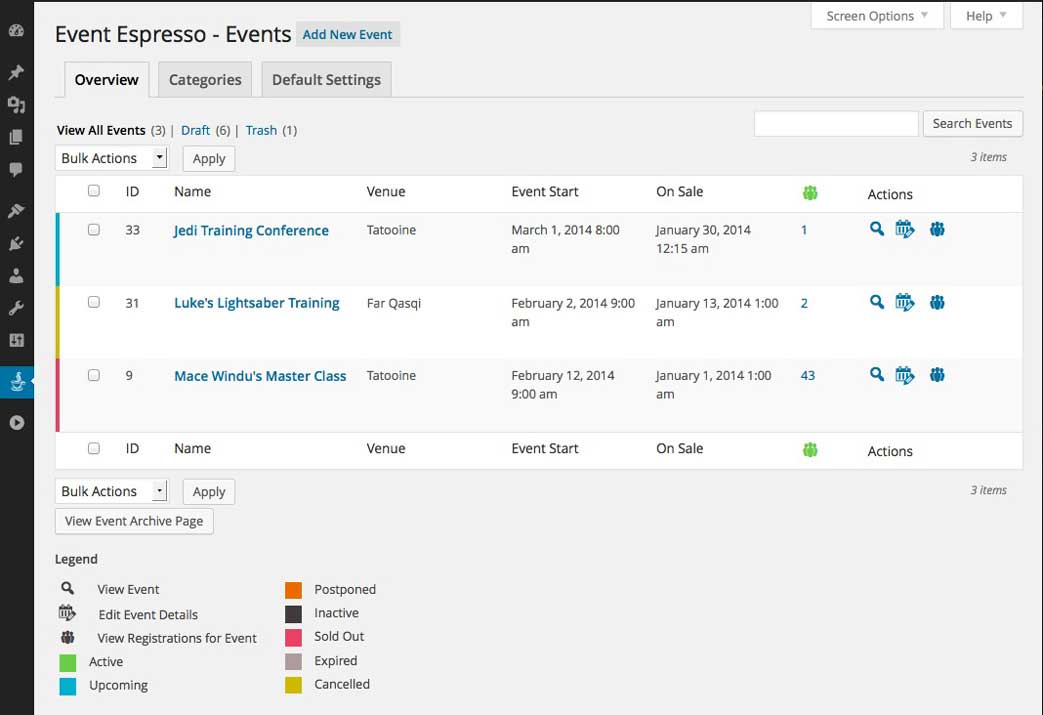 Screen Options Help
Event Espresso - Events Add New Event
Overview Categories Default Settings
View All Events (3) | Draft (6) | Trash (1)
Search Events
Bulk Actions Apply 3 items
ID Name Venue Event Start On Sale Actions
33 Jedi Training Conference Tatooine March 1, 2014 8:00 January 30, 2014 1
am 12:15 am
31 Luke's Lightsaber Training Far Qasqi February 2, 2014 9:00 January 13, 2014 1:00 2
am am
9 Mace Windu's Master Class Tatooine February 12, 2014 January 1, 2014 1:00 43
9:00 am am
ID Name Venue Event Start On Sale Actions
Bulk Actions Apply 3 items
View Event Archive Page
Legend
View Event Postponed
Edit Event Details Inactive
View Registrations for Event Sold Out
Active Expired
Upcoming Cancelled